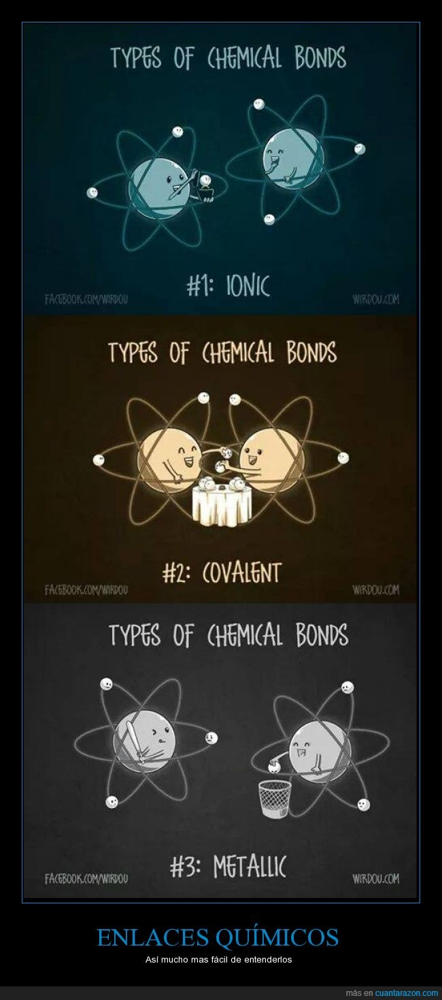 TYPES OF CHEMICAL BONDS
#1: IONIC
FACEBOOK.COM/WIRDOU
WIRDOU.COM
TYPES OF CHEMICAL BONDS
#2: COVALENT
FACEBOOK.COM/WIRDOU
WIRDOU.COM
TYPES OF CHEMICAL BONDS
#3: METALLIC
FACEBOOK.COM/WIRDOU
WIRDOU.COM
ENLACES QUÍMICOS
Así mucho mas fácil de entenderlos
más en cuantarazon.com